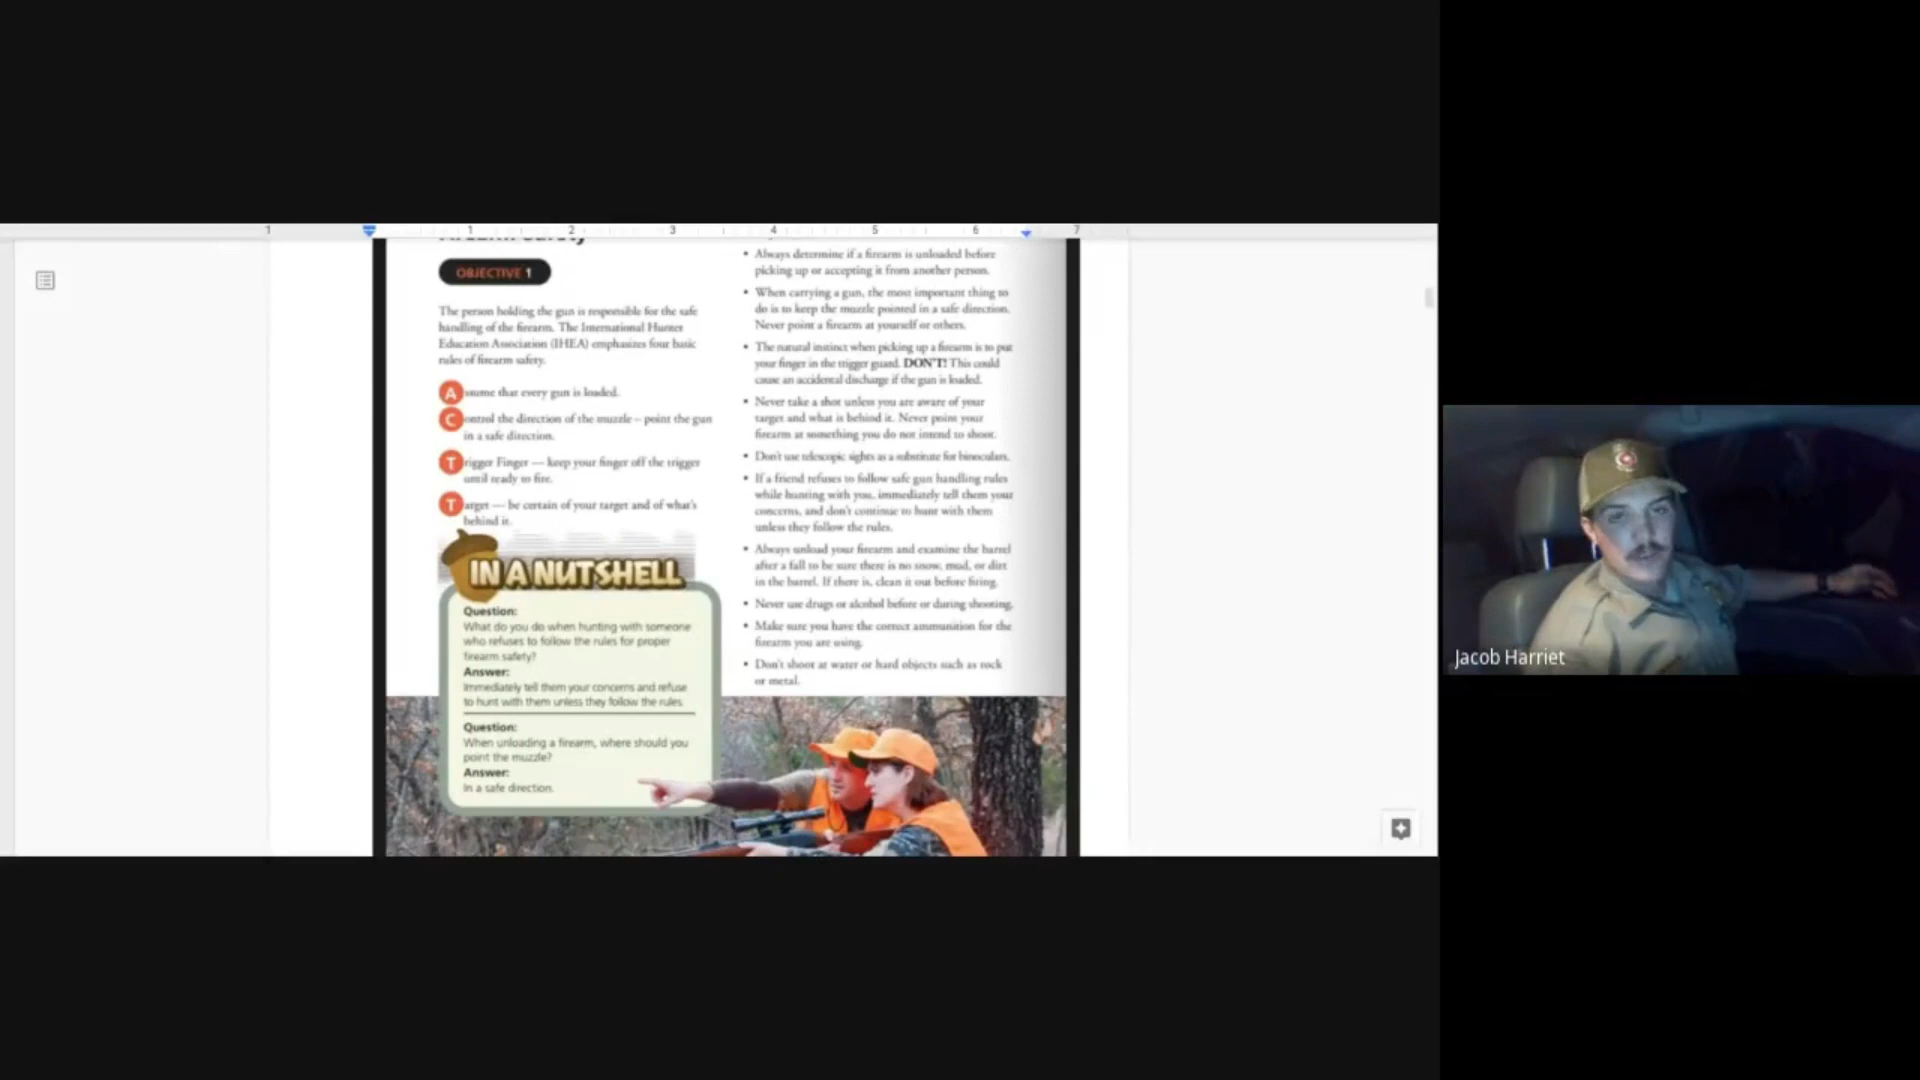 1 1 2 3 4 5 6 7
Firearm Safety
OBJECTIVE 1
The person holding the gun is responsible for the safe
handling of the firearm. The International Hunter
Education Association (IHEA) emphasizes four basic
rules of firearm safety.
Assume that every gun is loaded.
Control the direction of the muzzle – point the gun
in a safe direction.
Trigger Finger — keep your finger off the trigger
until ready to fire.
Target — be certain of your target and of what's
behind it.
IN A NUTSHELL
Question:
What do you do when hunting with someone
who refuses to follow the rules for proper
firearm safety?
Answer:
Immediately tell them your concerns and refuse
to hunt with them unless they follow the rules.
Question:
When unloading a firearm, where should you
point the muzzle?
Answer:
In a safe direction.
• Always determine if a firearm is unloaded before
picking up or accepting it from another person.
• When carrying a gun, the most important thing to
do is to keep the muzzle pointed in a safe direction.
Never point a firearm at yourself or others.
• The natural instinct when picking up a firearm is to put
your finger in the trigger guard. DON'T! This could
cause an accidental discharge if the gun is loaded.
• Never take a shot unless you are aware of your
target and what is behind it. Never point your
firearm at something you do not intend to shoot.
• Don't use telescopic sights as a substitute for binoculars.
• If a friend refuses to follow safe gun handling rules
while hunting with you, immediately tell them your
concerns, and don't continue to hunt with them
unless they follow the rules.
• Always unload your firearm and examine the barrel
after a fall to be sure there is no snow, mud, or dirt
in the barrel. If there is, clean it out before firing.
• Never use drugs or alcohol before or during shooting.
• Make sure you have the correct ammunition for the
firearm you are using.
• Don't shoot at water or hard objects such as rock
or metal.
Jacob Harriet